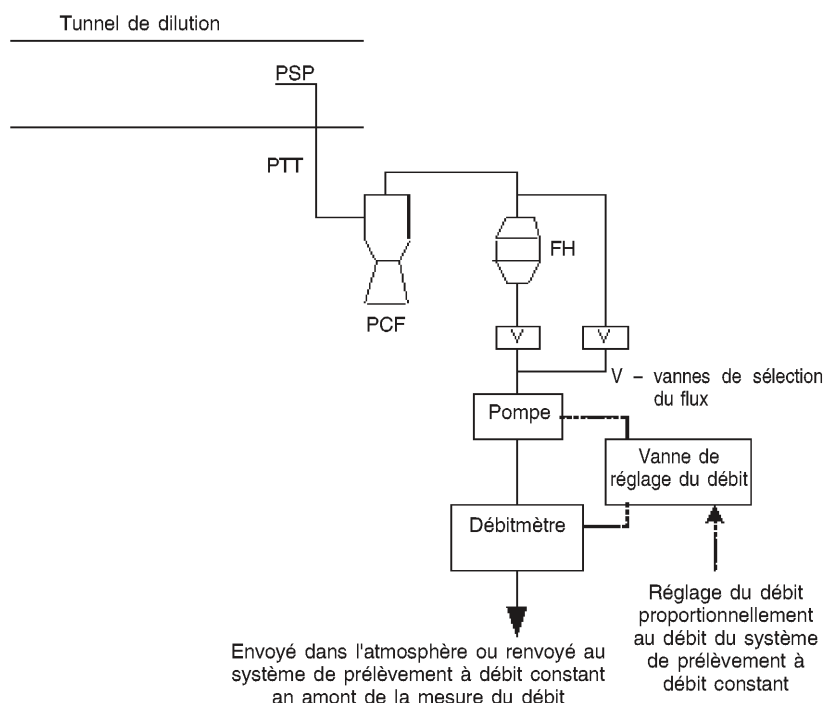 Tunnel de dilution
PSP
PTT
FH
PCF
V
V
V – vannes de sélection
du flux
Pompe
Vanne de
réglage du débit
Débitmètre
Réglage du débit
proportionnellement
au débit du système
de prélèvement à
débit constant
Envoyé dans l'atmosphère ou renvoyé au
système de prélèvement à débit constant
an amont de la mesure du débit